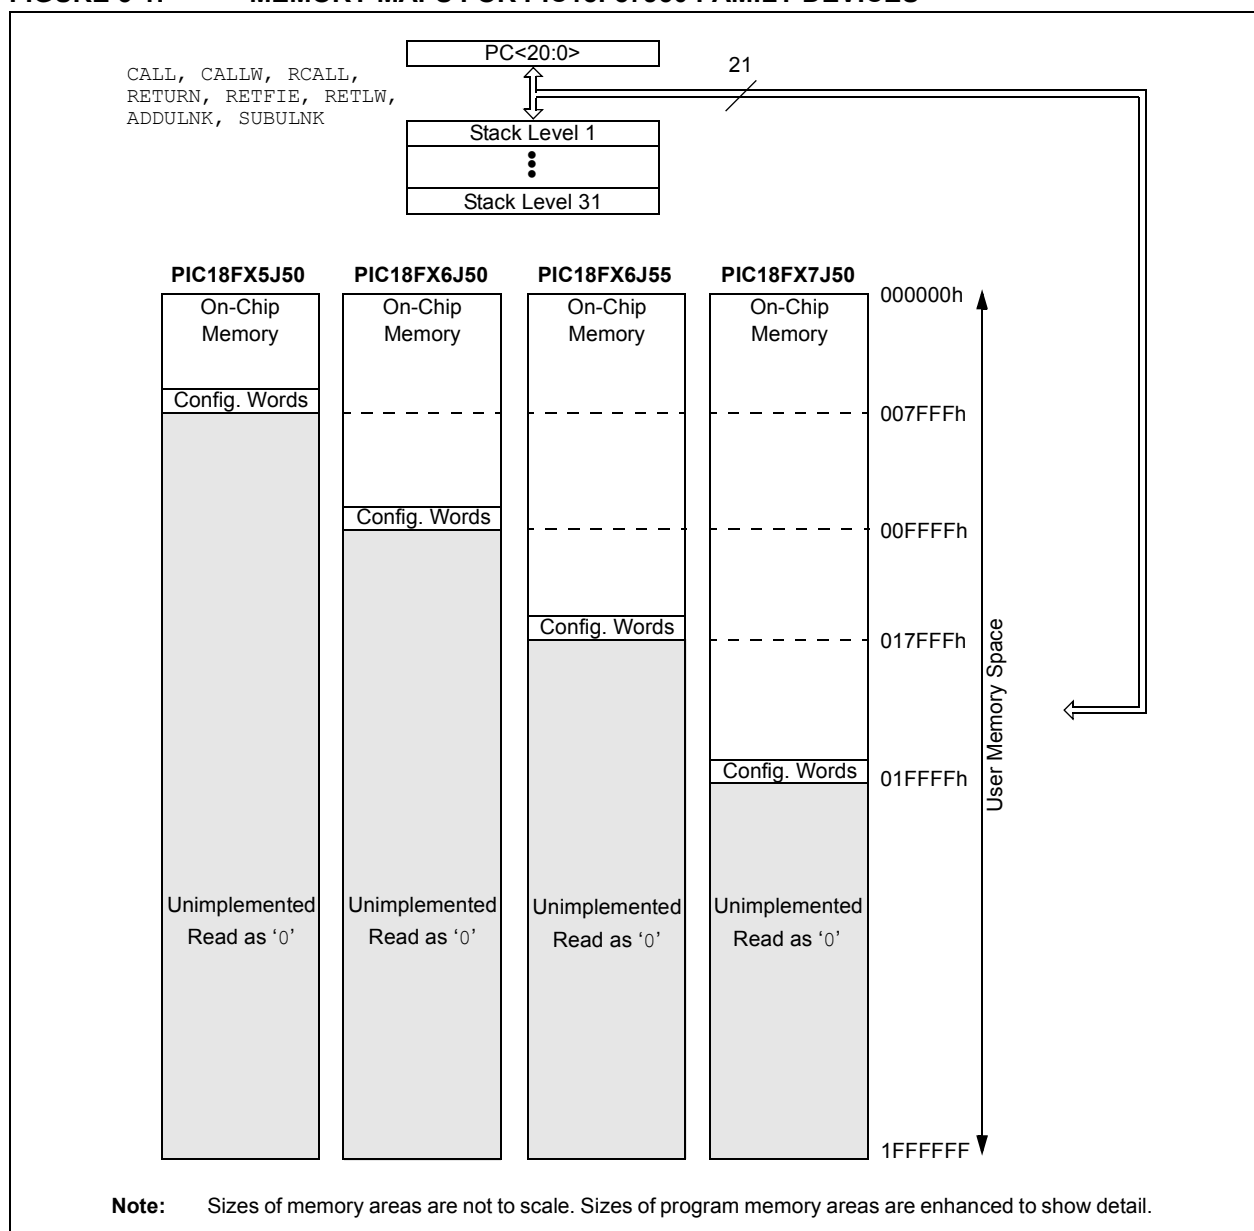 PC<20:0>
21
CALL, CALLW, RCALL,
RETURN, RETFIE, RETLW,
ADDULNK, SUBULNK
Stack Level 1
Stack Level 31
PIC18FX5J50 PIC18FX6J50 PIC18FX6J55 PIC18FX7J50
000000h
On-Chip On-Chip On-Chip On-Chip
Memory Memory Memory Memory
Config. Words
007FFFh
Config. Words
00FFFFh
Config. Words
017FFFh
User Memory Space
Config. Words
01FFFFh
Unimplemented Unimplemented Unimplemented Unimplemented
Read as ‘0’ Read as ‘0’ Read as ‘0’ Read as ‘0’
1FFFFFF
Note: Sizes of memory areas are not to scale. Sizes of program memory areas are enhanced to show detail.